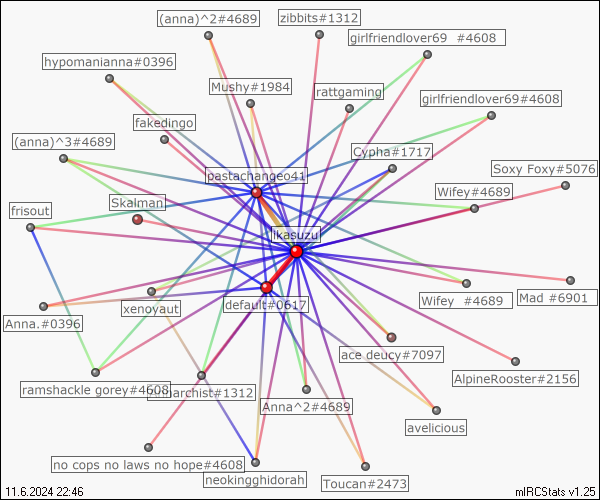 (anna)^2#4689
zibbits#1312
girlfriendlover69 #4608
hypomanianna#0396
Mushy#1984
rattgaming
girlfriendlover69#4608
fakedingo
(anna)^3#4689
Cypha#1717
pastachangeo41
Soxy Foxy#5076
Wifey#4689
Skalman
frisout
ikasuzu
Mad #6901
Wifey #4689
default#0617
xenoyaut
Anna.#0396
ace deucy#7097
AlpineRooster#2156
ramshackle gorey#4608
Anna^2#4689
avelicious
no cops no laws no hope#4608
neokingghidorah
Toucan#2473
11.6.2024 22:46
mIRCStats v1.25